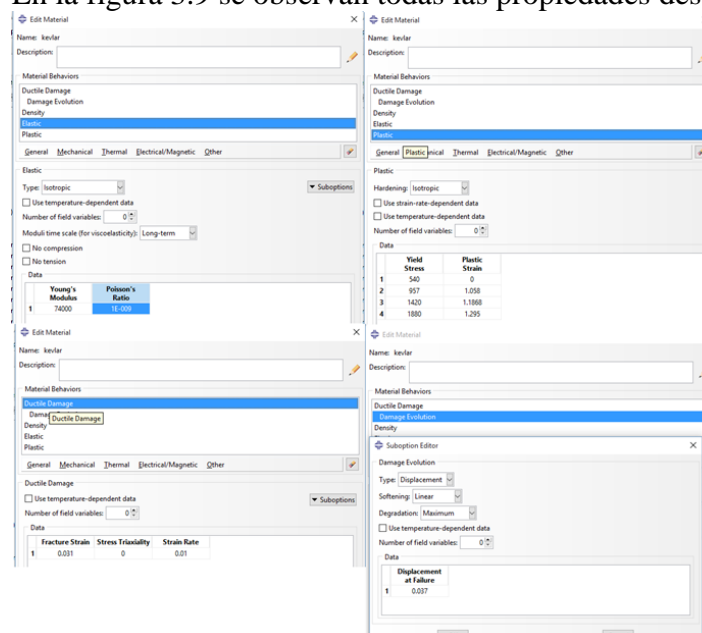 En la figura 3.9 se observan todas las propiedades des
Edit Material
Name: kevlar
Description:
Material Behaviors
Ductile Damage
Damage Evolution
Density
Elastic
Plastic
General Mechanical Thermal Electrical/Magnetic Other
Elastic
Type: Isotropic
Suboptions
Use temperature-dependent data
Number of field variables: 0
Moduli time scale (for viscoelasticity): Long-term
No compression
No tension
Data
Young's Modulus Poisson's Ratio
1 74000 1E-009
Edit Material
Name: kevlar
Description:
Material Behaviors
Ductile Damage
Damage Evolution
Density
Elastic
Plastic
General Plastic nical Thermal Electrical/Magnetic Other
Plastic
Hardening: Isotropic
Use strain-rate-dependent data
Use temperature-dependent data
Number of field variables: 0
Data
Yield Stress Plastic Strain
1 540 0
2 957 1.058
3 1420 1.1868
4 1880 1.295
Edit Material
Name: kevlar
Description:
Material Behaviors
Ductile Damage
Dama Ductile Damage
Density
Elastic
Plastic
General Mechanical Thermal Electrical/Magnetic Other
Ductile Damage
Use temperature-dependent data
Suboptions
Number of field variables: 0
Data
Fracture Strain Stress Triaxiality Strain Rate
1 0.031 0 0.01
Edit Material
Name: kevlar
Description:
Material Behaviors
Ductile Damage
Damage Evolution
Density
Suboption Editor
Damage Evolution
Type: Displacement
Softening: Linear
Degradation: Maximum
Use temperature-dependent data
Number of field variables: 0
Data
Displacement at Failure
1 0.037